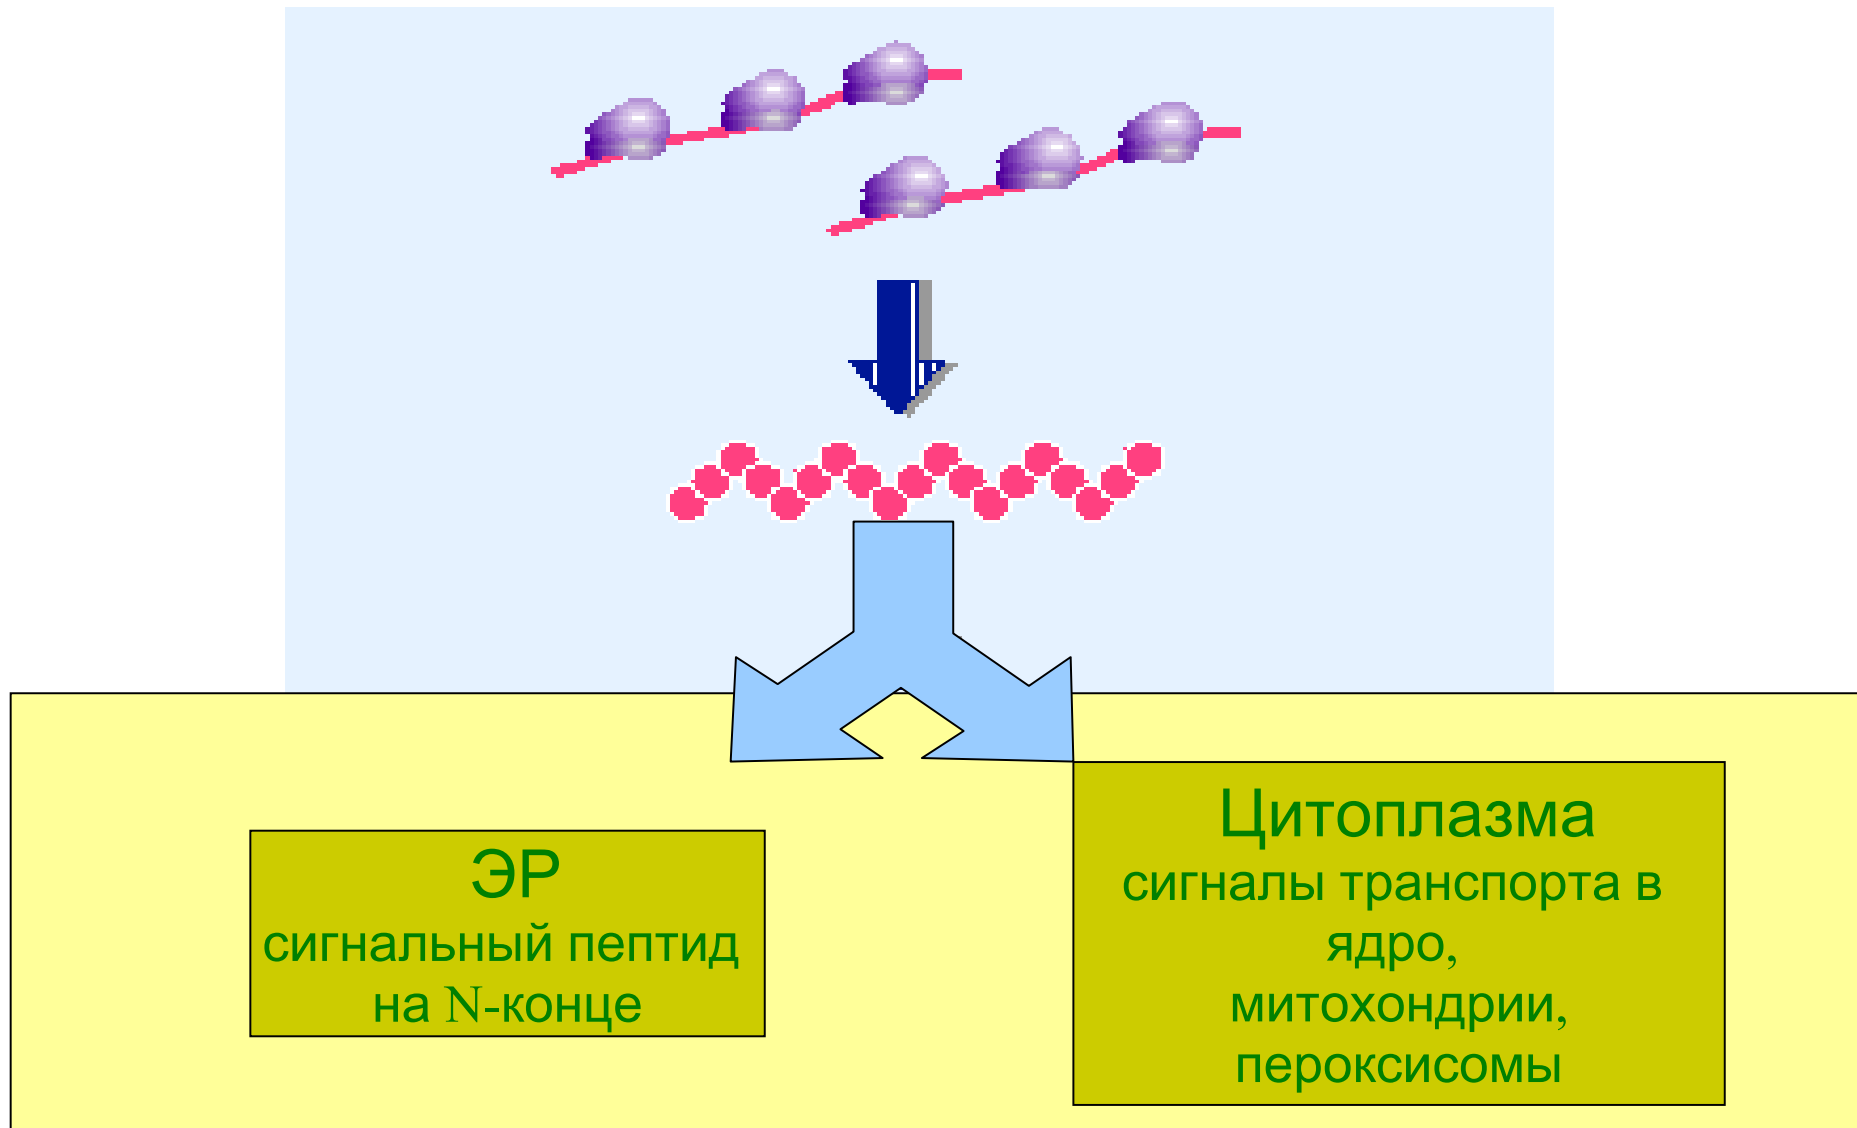 ЭР
сигнальный пептид
на N-конце
Цитоплазма
сигналы транспорта в
ядро,
митохондрии,
пероксисомы